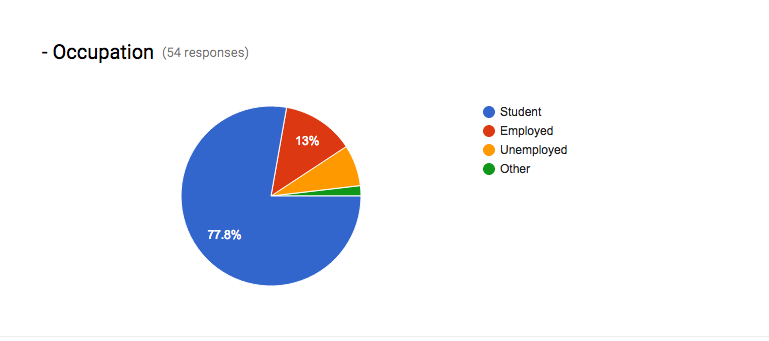 - Occupation (54 responses)
Student
Employed
Unemployed
Other
13%
77.8%